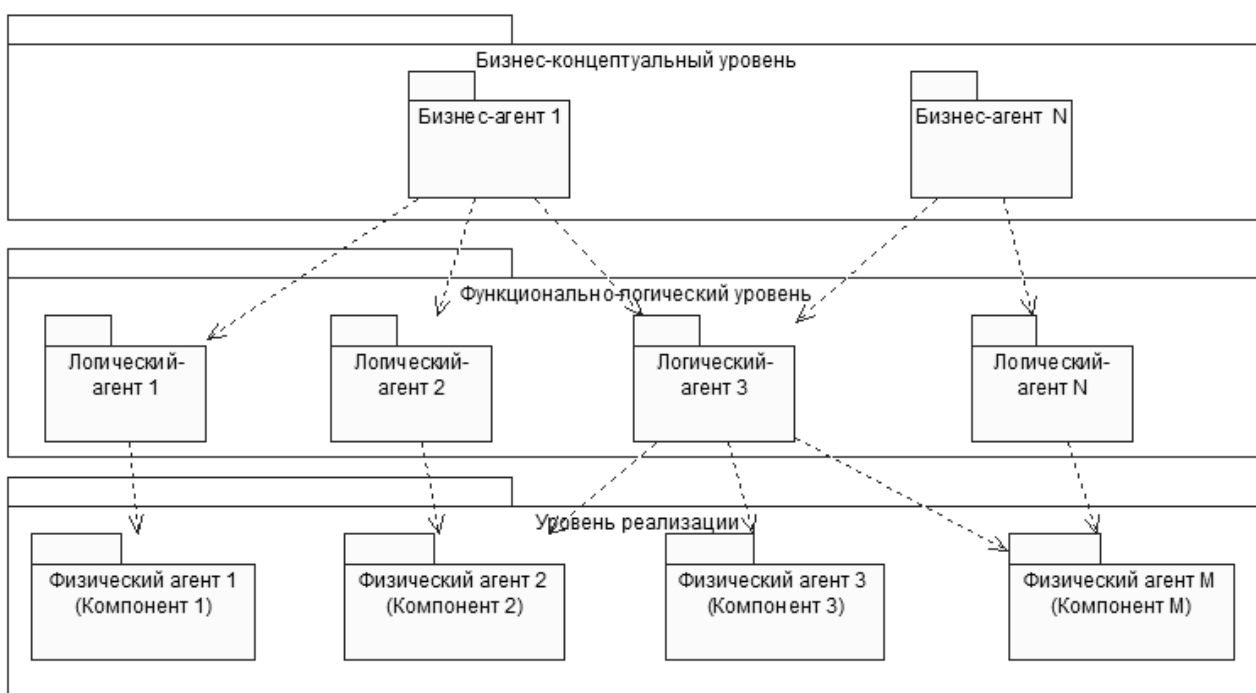 Бизнес-концептуальный уровень
Бизнес-агент 1
Бизнес-агент N
Функционально-логический уровень
Логический-
агент 1
Логический-
агент 2
Логический-
агент 3
Логический-
агент N
Уровень реализации
Физический агент 1
(Компонент 1)
Физический агент 2
(Компонент 2)
Физический агент 3
(Компонент 3)
Физический агент M
(Компонент M)